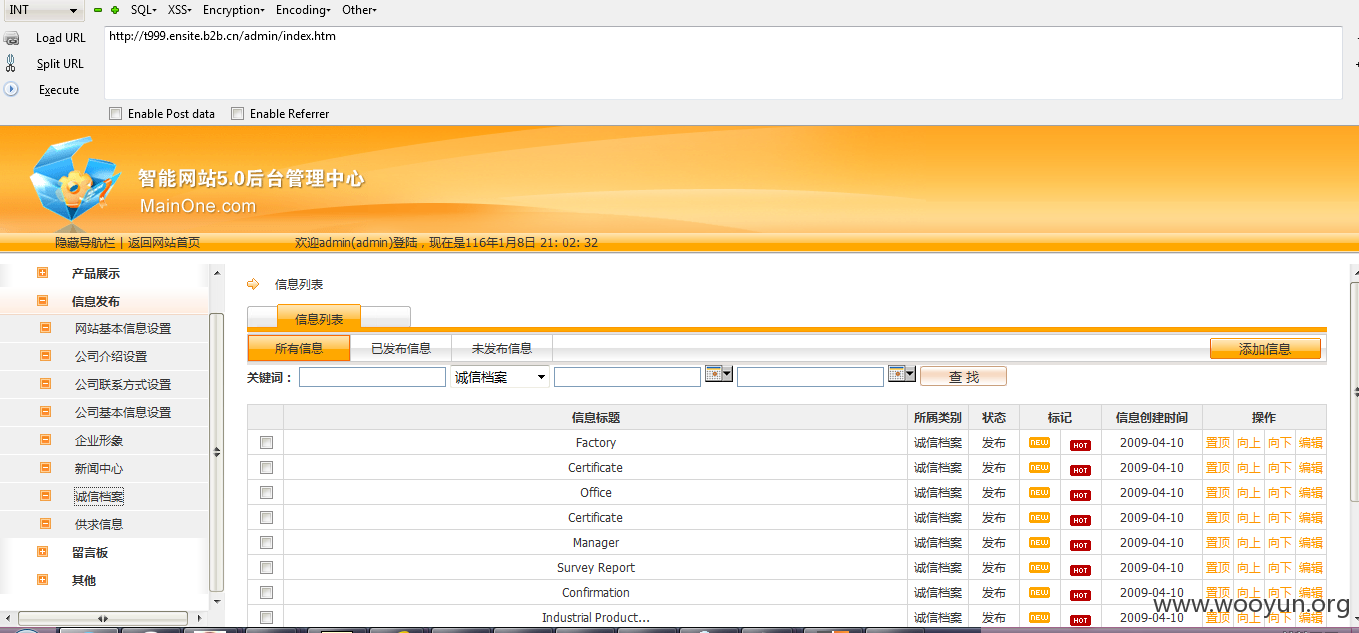 INT SQL- XSS- Encryption- Encoding- Other-
Load URL http://t999.ensite.b2b.cn/admin/index.htm
Split URL
Execute
Enable Post data Enable Referrer
智能网站5.0后台管理中心
MainOne.com
隐藏导航栏 | 返回网站首页 欢迎admin(admin)登陆，现在是116年1月8日 21: 02: 32
产品展示
信息发布
网站基本信息设置
公司介绍设置
公司联系方式设置
公司基本信息设置
企业形象
新闻中心
诚信档案
供求信息
留言板
其他
信息列表
信息列表
所有信息 已发布信息 未发布信息 添加信息
关键词： 诚信档案 查 找
信息标题 所属类别 状态 标记 信息创建时间 操作
Factory 诚信档案 发布 NEW HOT 2009-04-10 置顶 向上 向下 编辑
Certificate 诚信档案 发布 NEW HOT 2009-04-10 置顶 向上 向下 编辑
Office 诚信档案 发布 NEW HOT 2009-04-10 置顶 向上 向下 编辑
Certificate 诚信档案 发布 NEW HOT 2009-04-10 置顶 向上 向下 编辑
Manager 诚信档案 发布 NEW HOT 2009-04-10 置顶 向上 向下 编辑
Survey Report 诚信档案 发布 NEW HOT 2009-04-10 置顶 向上 向下 编辑
Confirmation 诚信档案 发布 NEW HOT 2009-04-10 置顶 向上 向下 编辑
Industrial Product... 诚信档案 发布 NEW HOT 2009-04-10 置顶 向上 向下 编辑
www.wooyun.org